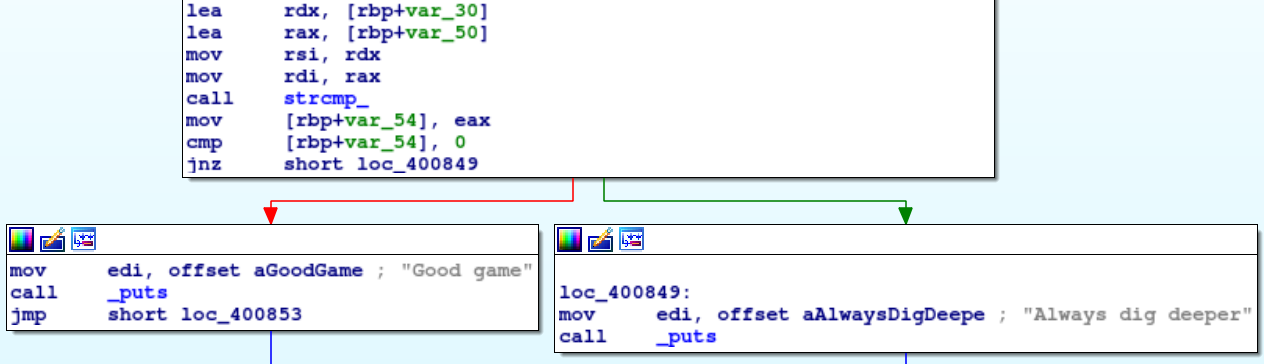 lea rdx, [rbp+var_30]
lea rax, [rbp+var_50]
mov rsi, rdx
mov rdi, rax
call strcmp_
mov [rbp+var_54], eax
cmp [rbp+var_54], 0
jnz short loc_400849
mov edi, offset aGoodGame ; "Good game"
call _puts
jmp short loc_400853
loc_400849:
mov edi, offset aAlwaysDigDeepe ; "Always dig deeper"
call _puts